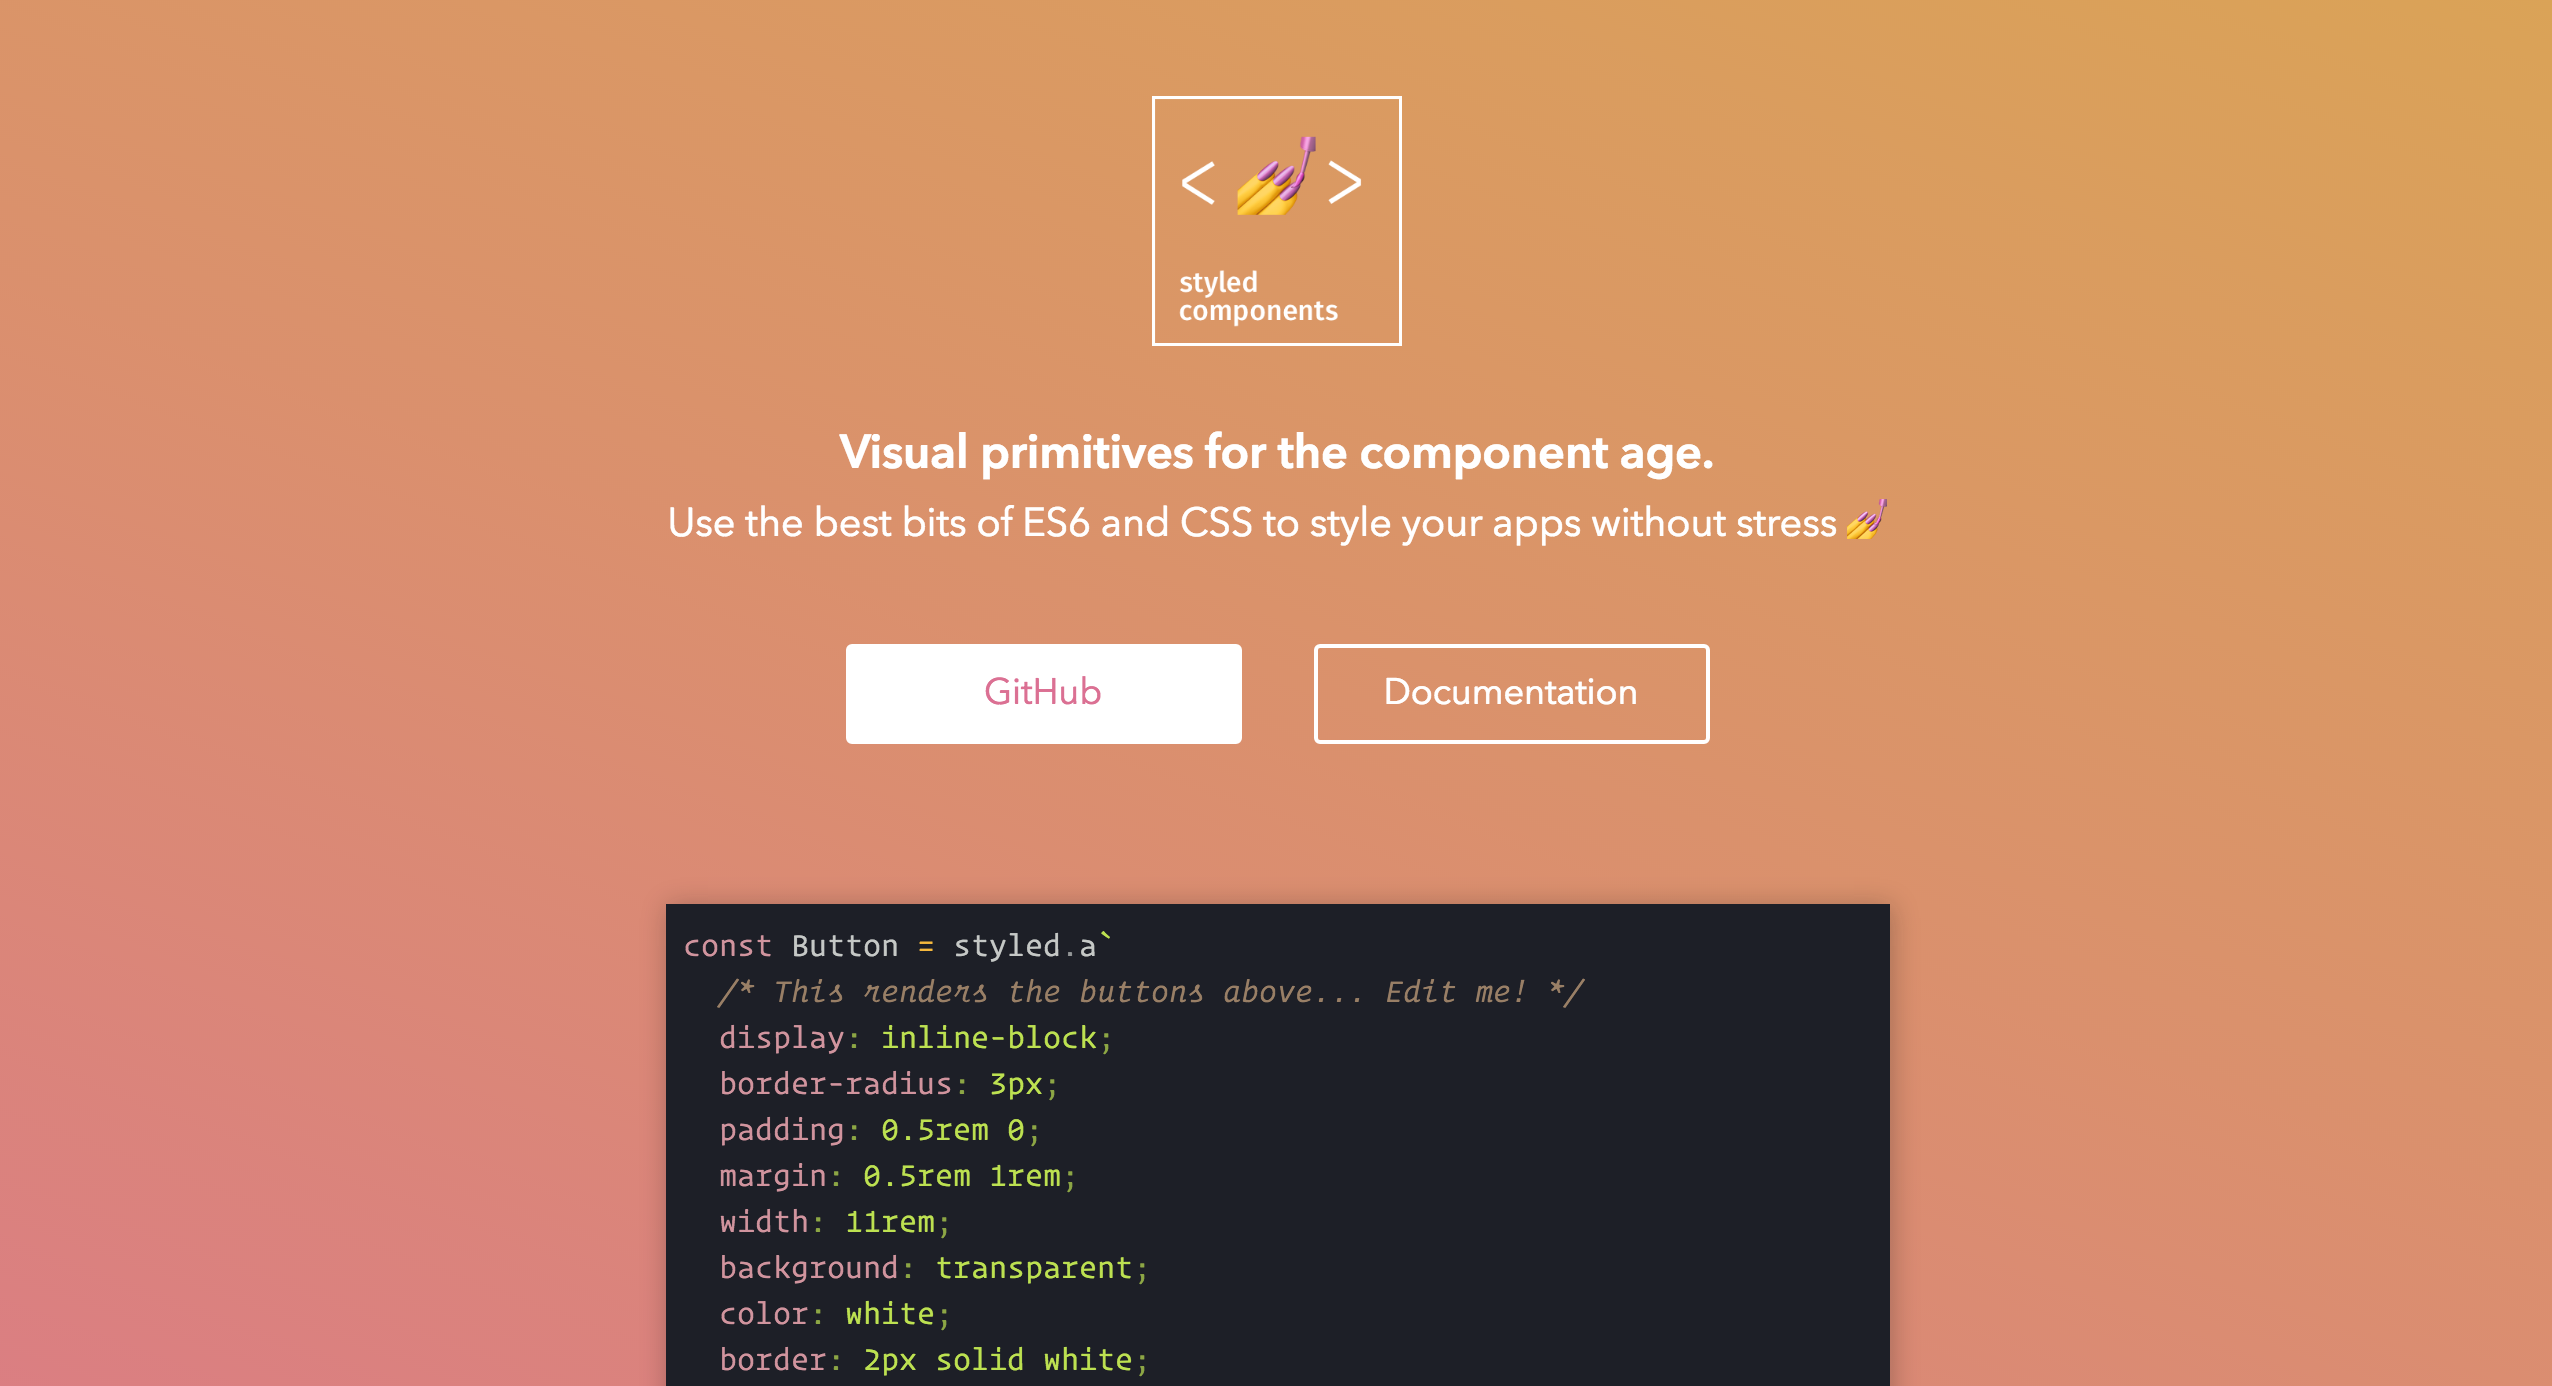 < 💅 >
styled
components
Visual primitives for the component age.
Use the best bits of ES6 and CSS to style your apps without stress 💅
GitHub
Documentation
const Button = styled.a`
  /* This renders the buttons above... Edit me! */
  display: inline-block;
  border-radius: 3px;
  padding: 0.5rem 0;
  margin: 0.5rem 1rem;
  width: 11rem;
  background: transparent;
  color: white;
  border: 2px solid white;